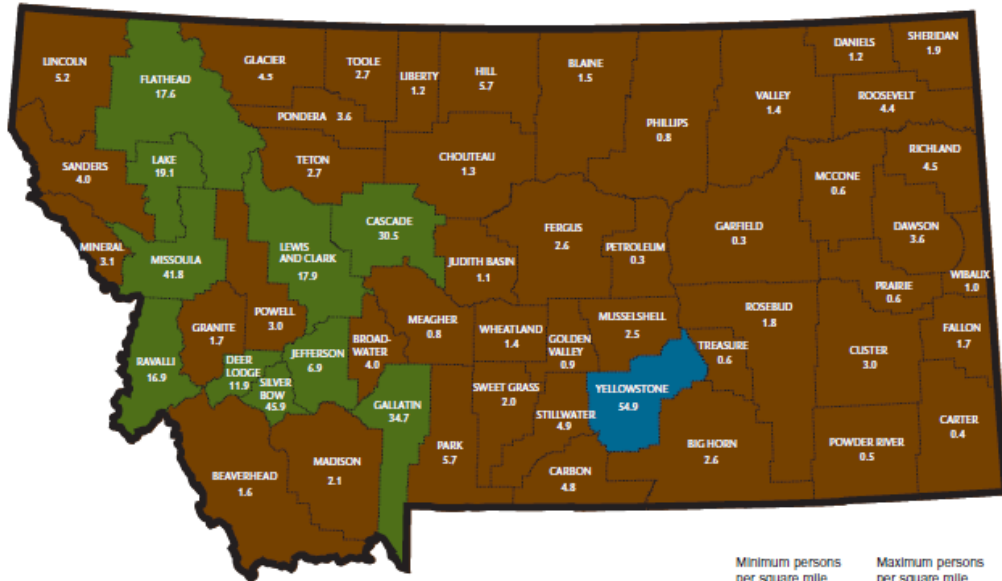 LINCOLN
5.2
FLATHEAD
17.6
GLACIER
4.5
TOOLE
2.7
LIBERTY
1.2
HILL
5.7
BLAINE
1.5
PHILLIPS
0.8
VALLEY
1.4
DANIELS
1.2
SHERIDAN
1.9
ROOSEVELT
4.4
PONDERA 3.6
TETON
2.7
CHOUTEAU
1.3
RICHLAND
4.5
MCCONE
0.6
SANDERS
4.0
LAKE
19.1
CASCADE
30.5
LEWIS
AND CLARK
17.9
FERGUS
2.6
PETROLEUM
0.3
GARFIELD
0.3
DAWSON
3.6
MINERAL
3.1
MISSOULA
41.8
JUDITH BASIN
1.1
PRAIRIE
0.6
WIBAUX
1.0
POWELL
3.0
GRANITE
1.7
MEAGHER
0.8
WHEATLAND
1.4
GOLDEN
VALLEY
0.9
MUSSELSHELL
2.5
ROSEBUD
1.8
TREASURE
0.6
CUSTER
3.0
FALLON
1.7
RAVALLI
16.9
DEER
LODGE
11.9
SILVER
BOW
45.9
JEFFERSON
6.9
BROAD-
WATER
4.0
GALLATIN
34.7
PARK
5.7
SWEET GRASS
2.0
STILLWATER
4.9
YELLOWSTONE
54.9
BIG HORN
2.6
POWDER RIVER
0.5
CARTER
0.4
BEAVERHEAD
1.6
MADISON
2.1
CARBON
4.8
Minimum persons
per square mile
Maximum persons
per square mile